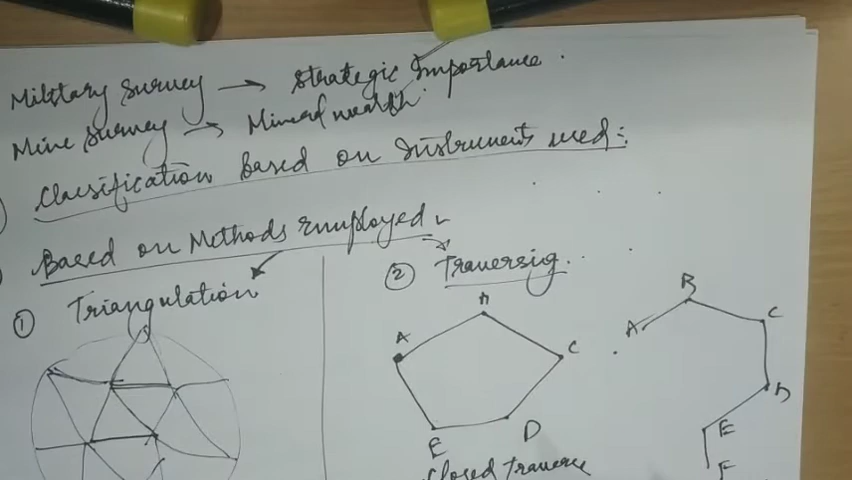 Military Survey → Strategic Importance.
Mine Survey → Mineral wealth.
Classification Based on Instruments used:
Based on Methods Employed
① Triangulation
② Traversig.
A
C
D
E
A
B
C
D
E
F
Closed Traverse